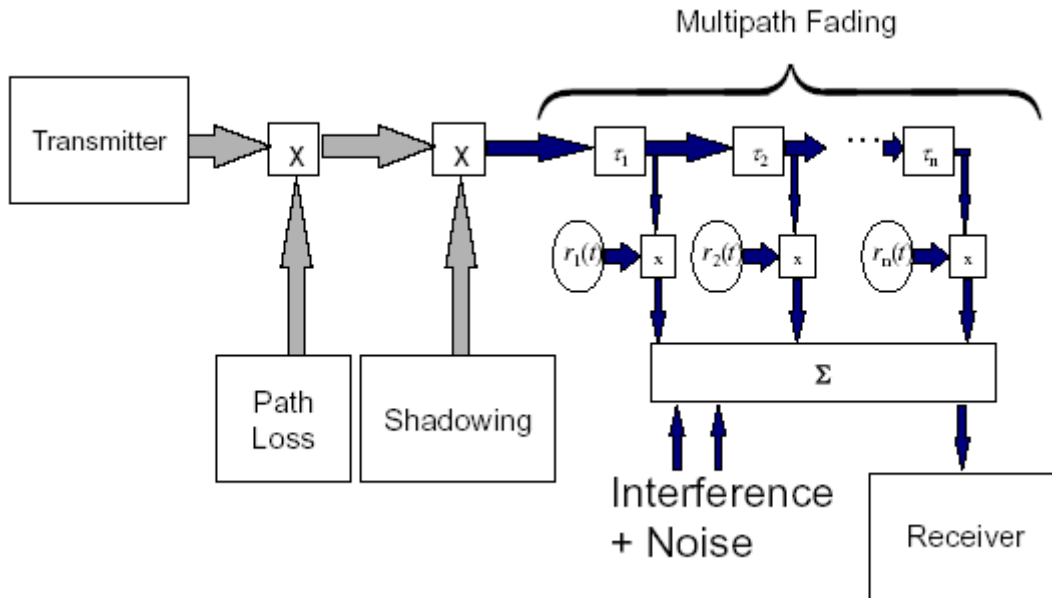 Multipath Fading
Transmitter
X
X
τ₁
τ₂
...
τₙ
r₁(t)
x
r₂(t)
x
rₙ(t)
x
Σ
Path
Loss
Shadowing
Interference
+ Noise
Receiver